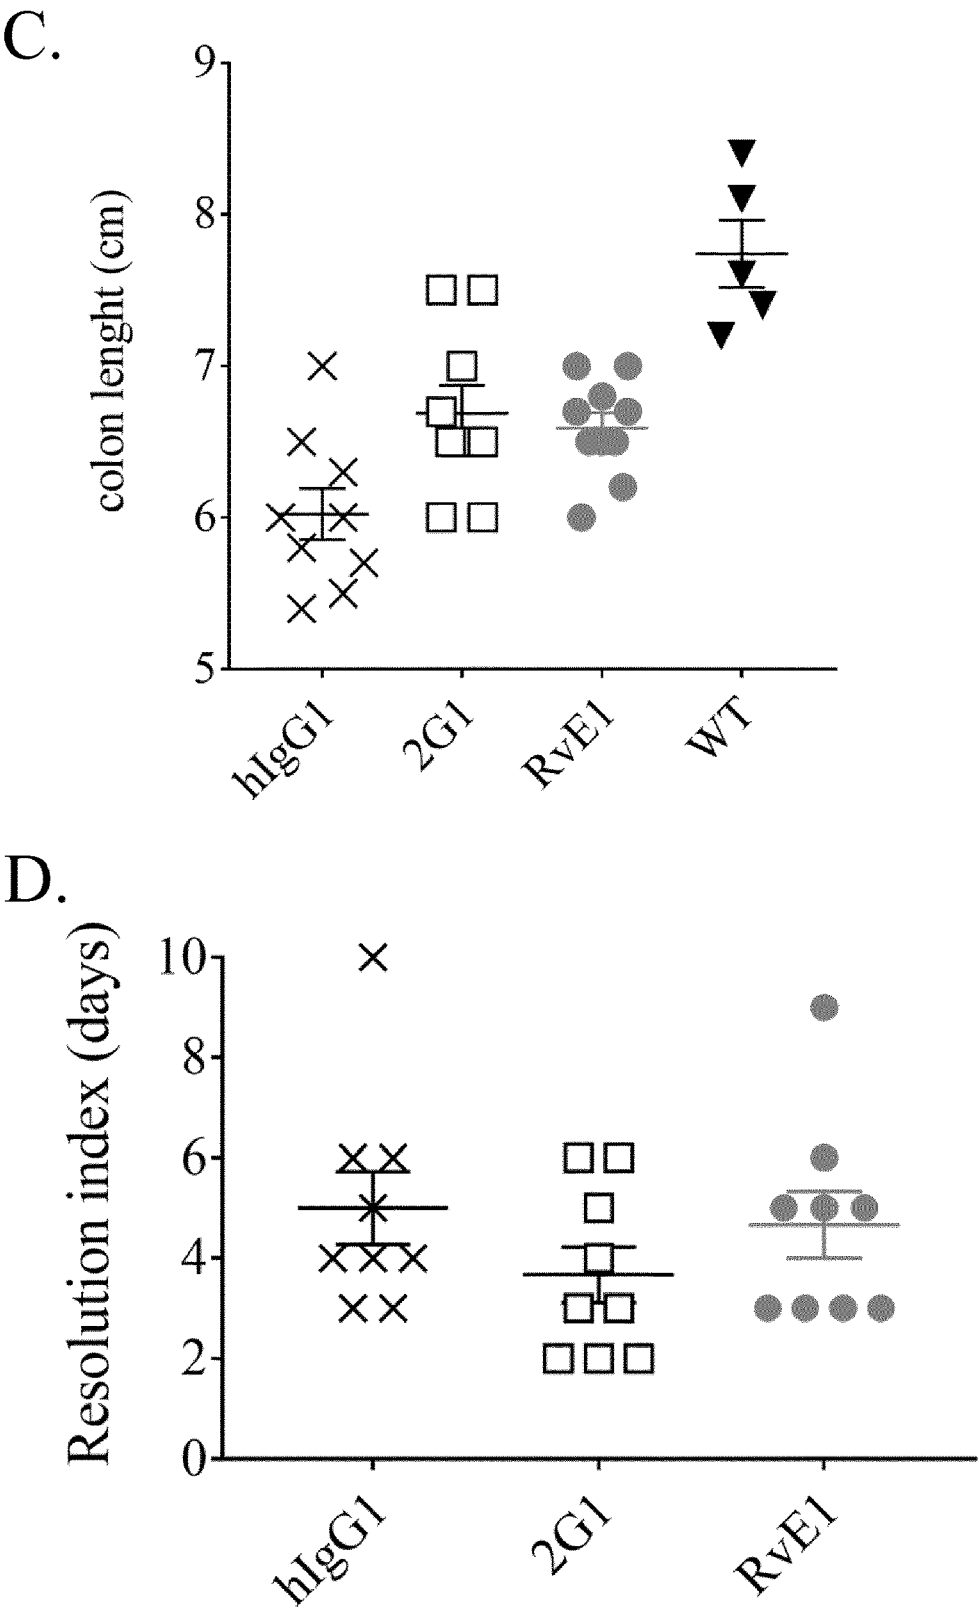 C.
colon lenght (cm)
9
8
7
6
5
hIgG1
2G1
RvE1
WT
D.
Resolution index (days)
10
8
6
4
2
0
hIgG1
2G1
RvE1